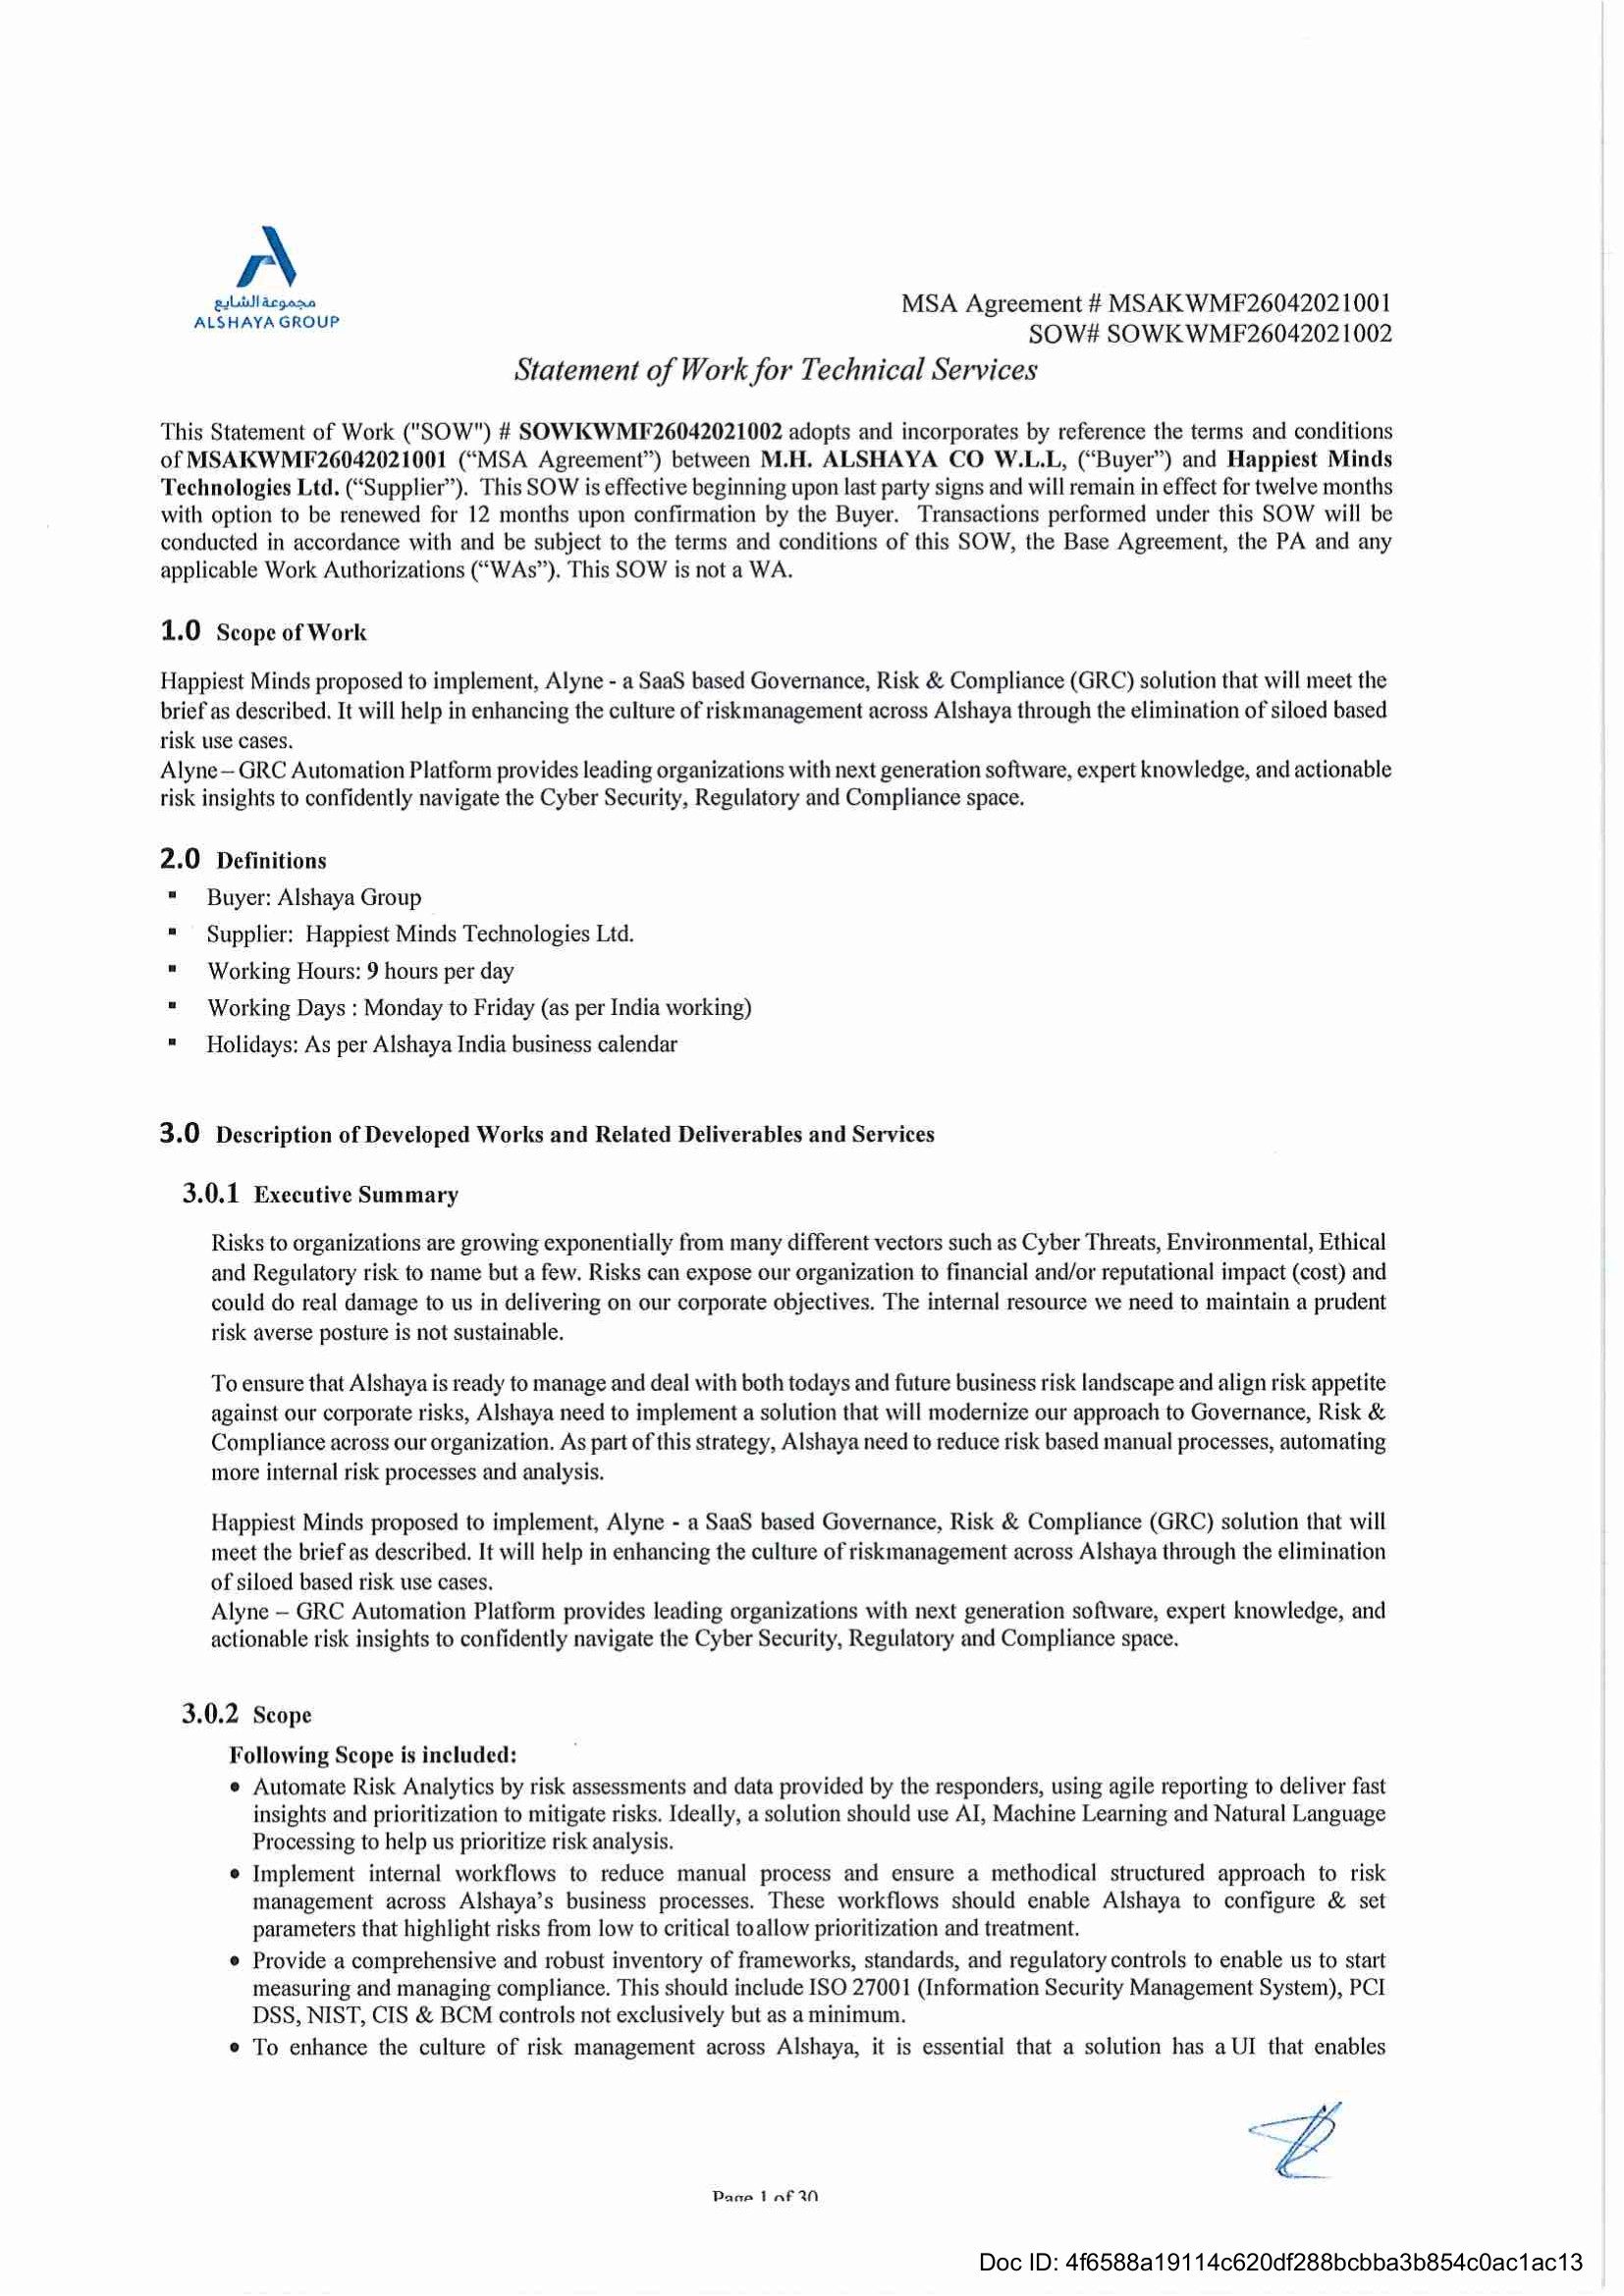 مجموعة الشايع
ALSHAYA GROUP
MSA Agreement # MSAKWMF26042021001
SOW# SOWKWMF26042021002
Statement of Work for Technical Services
This Statement of Work ("SOW") # SOWKWMF26042021002 adopts and incorporates by reference the terms and conditions
of MSAKWMF26042021001 (“MSA Agreement”) between M.H. ALSHAYA CO W.L.L, (“Buyer”) and Happiest Minds
Technologies Ltd. (“Supplier”). This SOW is effective beginning upon last party signs and will remain in effect for twelve months
with option to be renewed for 12 months upon confirmation by the Buyer. Transactions performed under this SOW will be
conducted in accordance with and be subject to the terms and conditions of this SOW, the Base Agreement, the PA and any
applicable Work Authorizations (“WAs”). This SOW is not a WA.
1.0 Scope of Work
Happiest Minds proposed to implement, Alyne - a SaaS based Governance, Risk & Compliance (GRC) solution that will meet the
brief as described. It will help in enhancing the culture of riskmanagement across Alshaya through the elimination of siloed based
risk use cases.
Alyne – GRC Automation Platform provides leading organizations with next generation software, expert knowledge, and actionable
risk insights to confidently navigate the Cyber Security, Regulatory and Compliance space.
2.0 Definitions
▪ Buyer: Alshaya Group
▪ Supplier: Happiest Minds Technologies Ltd.
▪ Working Hours: 9 hours per day
▪ Working Days : Monday to Friday (as per India working)
▪ Holidays: As per Alshaya India business calendar
3.0 Description of Developed Works and Related Deliverables and Services
3.0.1 Executive Summary
Risks to organizations are growing exponentially from many different vectors such as Cyber Threats, Environmental, Ethical
and Regulatory risk to name but a few. Risks can expose our organization to financial and/or reputational impact (cost) and
could do real damage to us in delivering on our corporate objectives. The internal resource we need to maintain a prudent
risk averse posture is not sustainable.
To ensure that Alshaya is ready to manage and deal with both todays and future business risk landscape and align risk appetite
against our corporate risks, Alshaya need to implement a solution that will modernize our approach to Governance, Risk &
Compliance across our organization. As part of this strategy, Alshaya need to reduce risk based manual processes, automating
more internal risk processes and analysis.
Happiest Minds proposed to implement, Alyne - a SaaS based Governance, Risk & Compliance (GRC) solution that will
meet the brief as described. It will help in enhancing the culture of riskmanagement across Alshaya through the elimination
of siloed based risk use cases.
Alyne – GRC Automation Platform provides leading organizations with next generation software, expert knowledge, and
actionable risk insights to confidently navigate the Cyber Security, Regulatory and Compliance space.
3.0.2 Scope
Following Scope is included:
• Automate Risk Analytics by risk assessments and data provided by the responders, using agile reporting to deliver fast
insights and prioritization to mitigate risks. Ideally, a solution should use AI, Machine Learning and Natural Language
Processing to help us prioritize risk analysis.
• Implement internal workflows to reduce manual process and ensure a methodical structured approach to risk
management across Alshaya’s business processes. These workflows should enable Alshaya to configure & set
parameters that highlight risks from low to critical to allow prioritization and treatment.
• Provide a comprehensive and robust inventory of frameworks, standards, and regulatory controls to enable us to start
measuring and managing compliance. This should include ISO 27001 (Information Security Management System), PCI
DSS, NIST, CIS & BCM controls not exclusively but as a minimum.
• To enhance the culture of risk management across Alshaya, it is essential that a solution has a UI that enables
Page 1 of 30
Doc ID: 4f6588a19114c620df288bcbba3b854c0ac1ac13